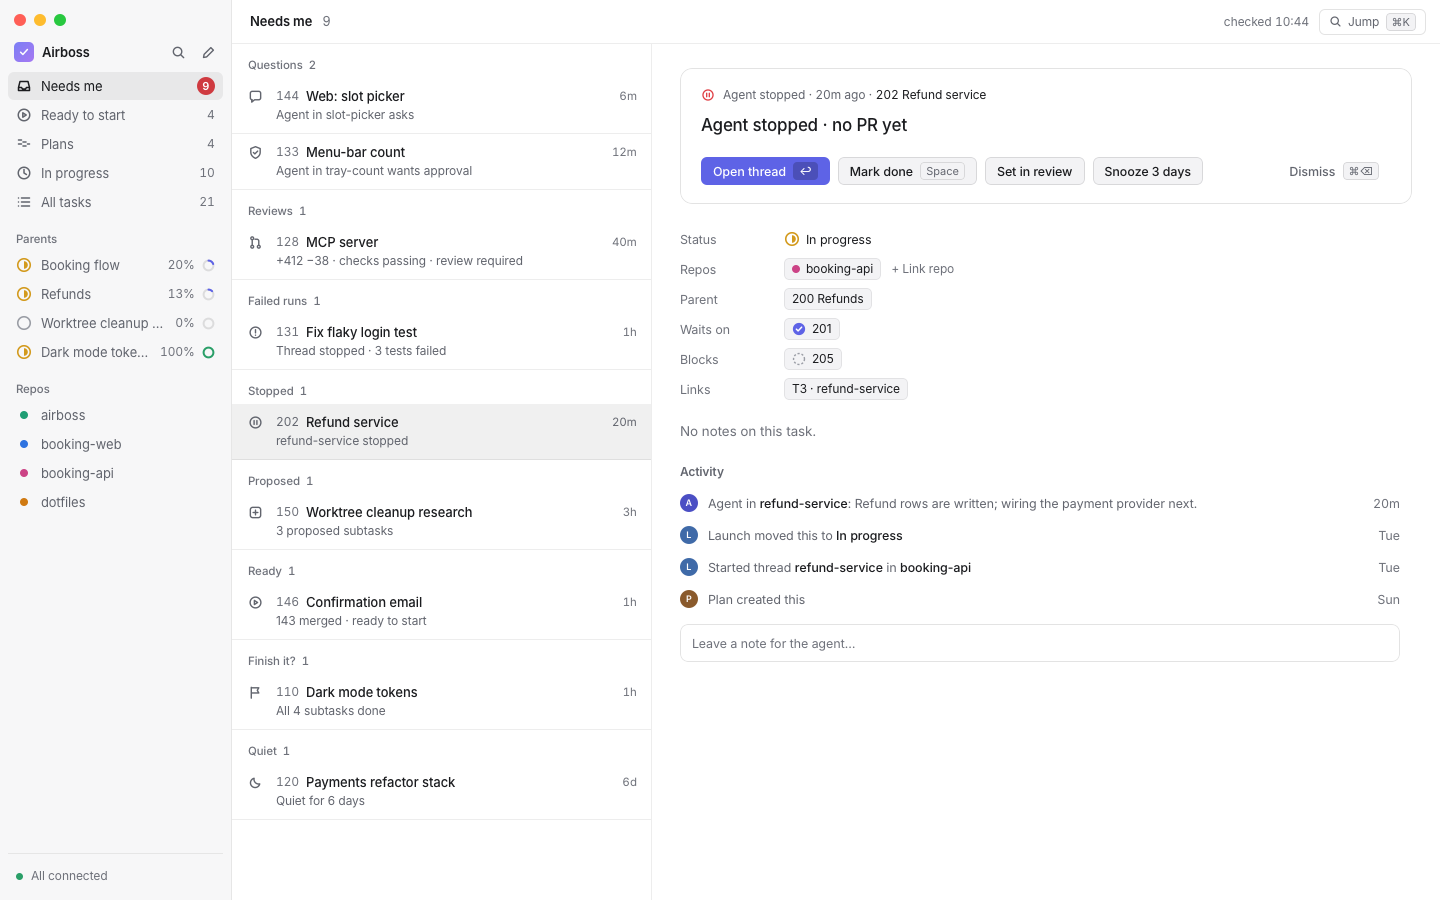 Airboss
Needs me 9
Ready to start 4
Plans 4
In progress 10
All tasks 21
Parents
Booking flow 20%
Refunds 13%
Worktree cleanup ... 0%
Dark mode toke... 100%
Repos
airboss
booking-web
booking-api
dotfiles
All connected
Needs me 9
checked 10:44
Jump ⌘K
Questions 2
144 Web: slot picker 6m
Agent in slot-picker asks
133 Menu-bar count 12m
Agent in tray-count wants approval
Reviews 1
128 MCP server 40m
+412 −38 · checks passing · review required
Failed runs 1
131 Fix flaky login test 1h
Thread stopped · 3 tests failed
Stopped 1
202 Refund service 20m
refund-service stopped
Proposed 1
150 Worktree cleanup research 3h
3 proposed subtasks
Ready 1
146 Confirmation email 1h
143 merged · ready to start
Finish it? 1
110 Dark mode tokens 1h
All 4 subtasks done
Quiet 1
120 Payments refactor stack 6d
Quiet for 6 days
Agent stopped · 20m ago · 202 Refund service
Agent stopped · no PR yet
Open thread ↩ Mark done Space Set in review Snooze 3 days Dismiss ⌘⌫
Status In progress
Repos booking-api + Link repo
Parent 200 Refunds
Waits on 201
Blocks 205
Links T3 · refund-service
No notes on this task.
Activity
A Agent in refund-service: Refund rows are written; wiring the payment provider next. 20m
L Launch moved this to In progress Tue
L Started thread refund-service in booking-api Tue
P Plan created this Sun
Leave a note for the agent...